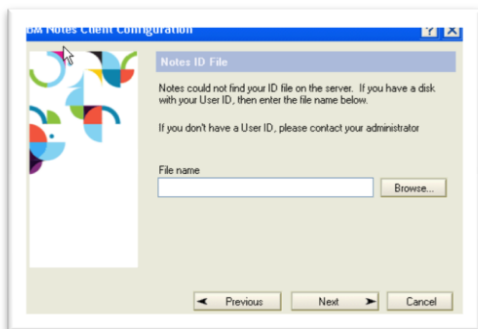 IBM Notes Client Configuration
Notes ID File
Notes could not find your ID file on the server. If you have a disk
with your User ID, then enter the file name below.
If you don't have a User ID, please contact your administrator
File name
Browse...
Previous
Next
Cancel